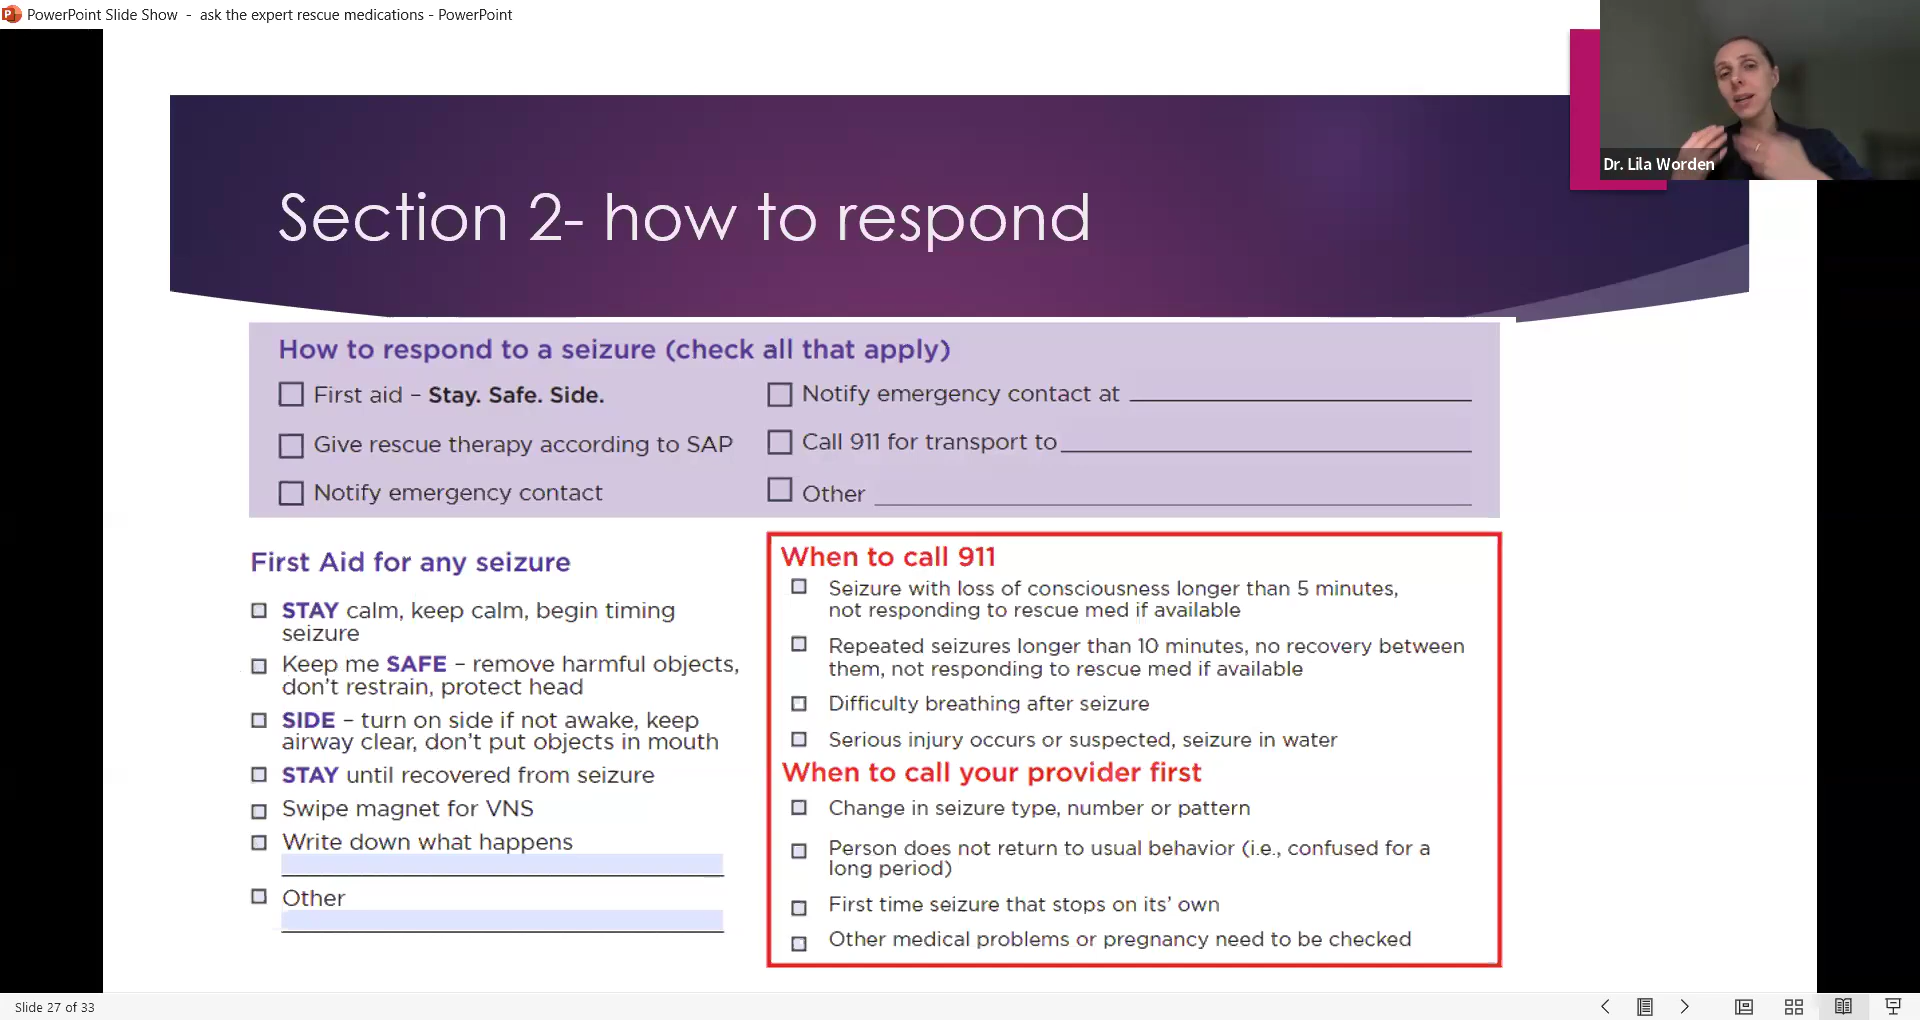 PowerPoint Slide Show - ask the expert rescue medications - PowerPoint
Dr. Lila Worden
Section 2- how to respond
How to respond to a seizure (check all that apply)
First aid – Stay. Safe. Side.
Give rescue therapy according to SAP
Notify emergency contact
Notify emergency contact at
Call 911 for transport to
Other
First Aid for any seizure
STAY calm, keep calm, begin timing
seizure
Keep me SAFE – remove harmful objects,
don't restrain, protect head
SIDE – turn on side if not awake, keep
airway clear, don't put objects in mouth
STAY until recovered from seizure
Swipe magnet for VNS
Write down what happens
Other
When to call 911
Seizure with loss of consciousness longer than 5 minutes,
not responding to rescue med if available
Repeated seizures longer than 10 minutes, no recovery between
them, not responding to rescue med if available
Difficulty breathing after seizure
Serious injury occurs or suspected, seizure in water
When to call your provider first
Change in seizure type, number or pattern
Person does not return to usual behavior (i.e., confused for a
long period)
First time seizure that stops on its' own
Other medical problems or pregnancy need to be checked
Slide 27 of 33